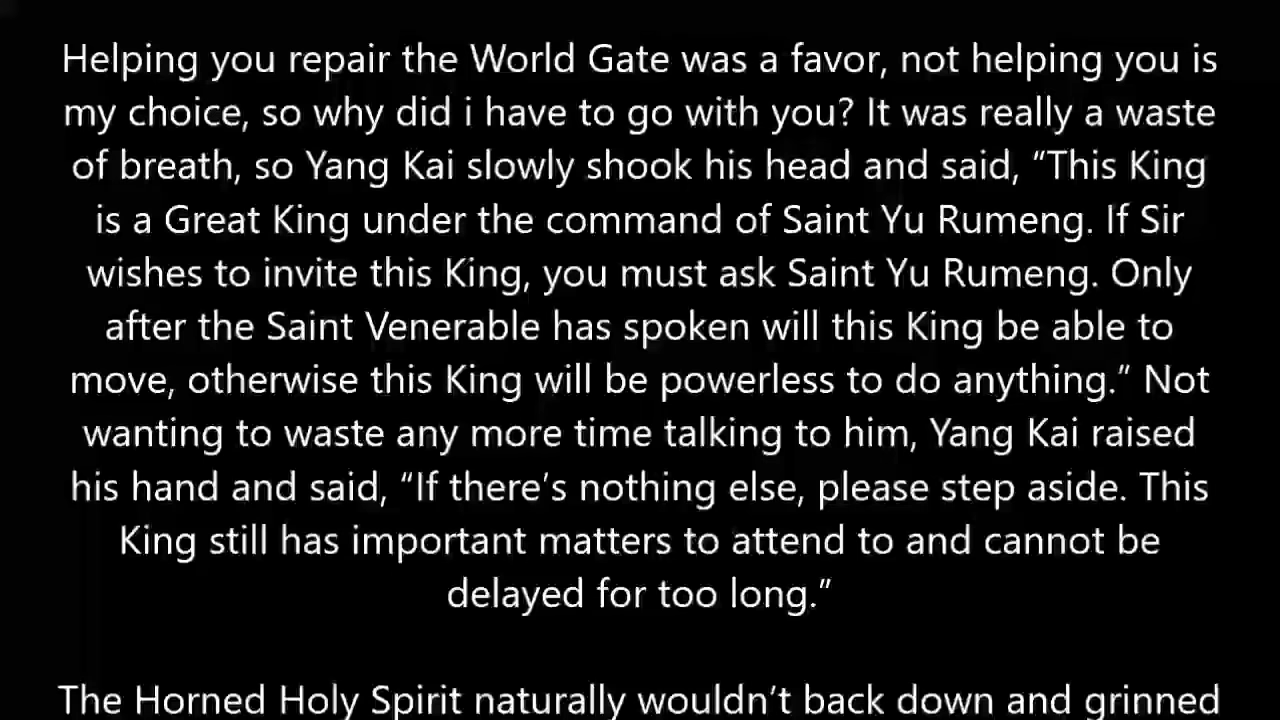 Helping you repair the World Gate was a favor, not helping you is
my choice, so why did i have to go with you? It was really a waste
of breath, so Yang Kai slowly shook his head and said, “This King
is a Great King under the command of Saint Yu Rumeng. If Sir
wishes to invite this King, you must ask Saint Yu Rumeng. Only
after the Saint Venerable has spoken will this King be able to
move, otherwise this King will be powerless to do anything.” Not
wanting to waste any more time talking to him, Yang Kai raised
his hand and said, “If there’s nothing else, please step aside. This
King still has important matters to attend to and cannot be
delayed for too long.”
The Horned Holy Spirit naturally wouldn’t back down and grinned